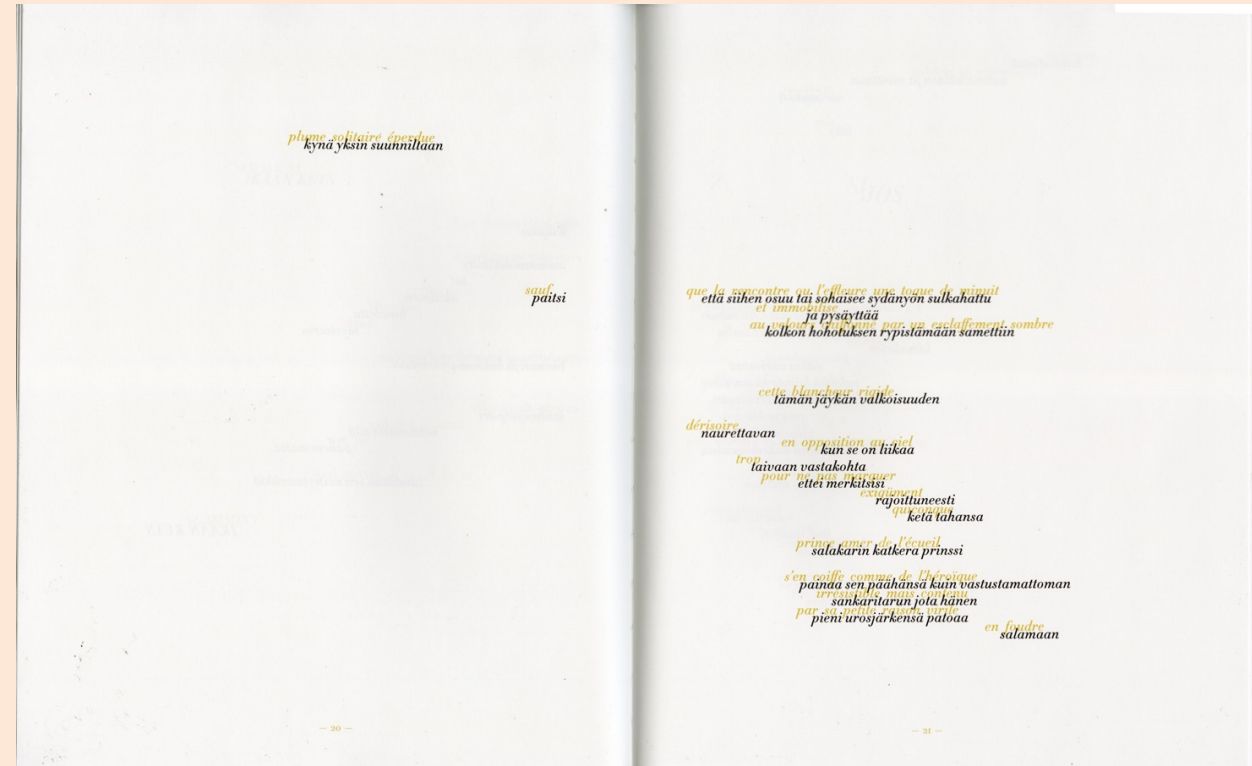 plume solitaire éperdue
kynä yksin suunnillaan
sauf
paitsi
— 20 —
que la rencontre ou l'effleure une toque de minuit
että siihen osuu tai sohaisee sydänyön sulkahattu
et immobilise
ja pysäyttää
au velours chiffonné par un esclaffement sombre
kolkon hohotuksen rypistämään samettiin
cette blancheur rigide
tämän jäykän valkoisuuden
dérisoire
naurettavan
en opposition au ciel
kun se on liikaa
trop
taivaan vastakohta
pour ne pas marquer
ettei merkitsisi
exigüment
rajoittuneesti
quiconque
ketä tahansa
prince amer de l'écueil
salakarin katkera prinssi
s'en coiffe comme de l'héroïque
painaa sen päähänsä kuin vastustamattoman
irrésistible mais contenu
sankaritarun jota hänen
par sa petite raison virile
pieni urosjärkensä patoaa
en foudre
salamaan
— 21 —